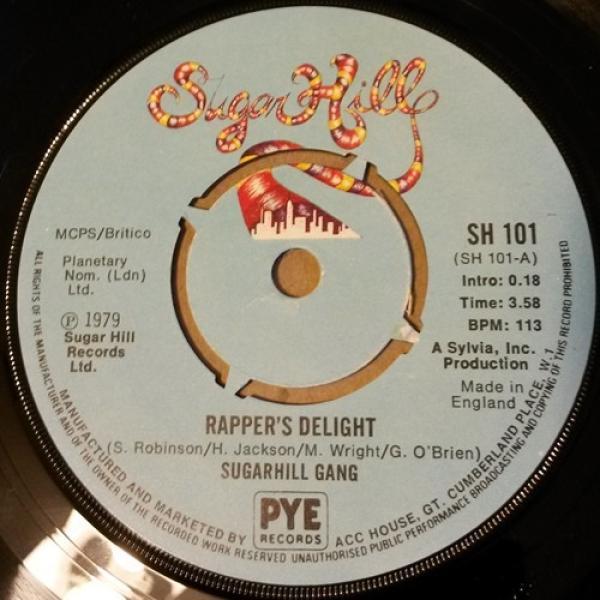 Sugar Hill
MCPS/Britico
Planetary
Nom. (Ldn)
Ltd.
℗ 1979
Sugar Hill
Records
Ltd.
SH 101
(SH 101-A)
Intro: 0.18
Time: 3.58
BPM: 113
A Sylvia, Inc.
Production
Made in
England
RAPPER'S DELIGHT
(S. Robinson/H. Jackson/M. Wright/G. O'Brien)
SUGARHILL GANG
PYE
RECORDS
MANUFACTURED AND MARKETED BY ACC HOUSE, GT. CUMBERLAND PLACE, W 1
ALL RIGHTS OF THE MANUFACTURER AND OF THE OWNER OF THE RECORDED WORK RESERVED UNAUTHORISED PUBLIC PERFORMANCE BROADCASTING AND COPYING OF THIS RECORD PROHIBITED